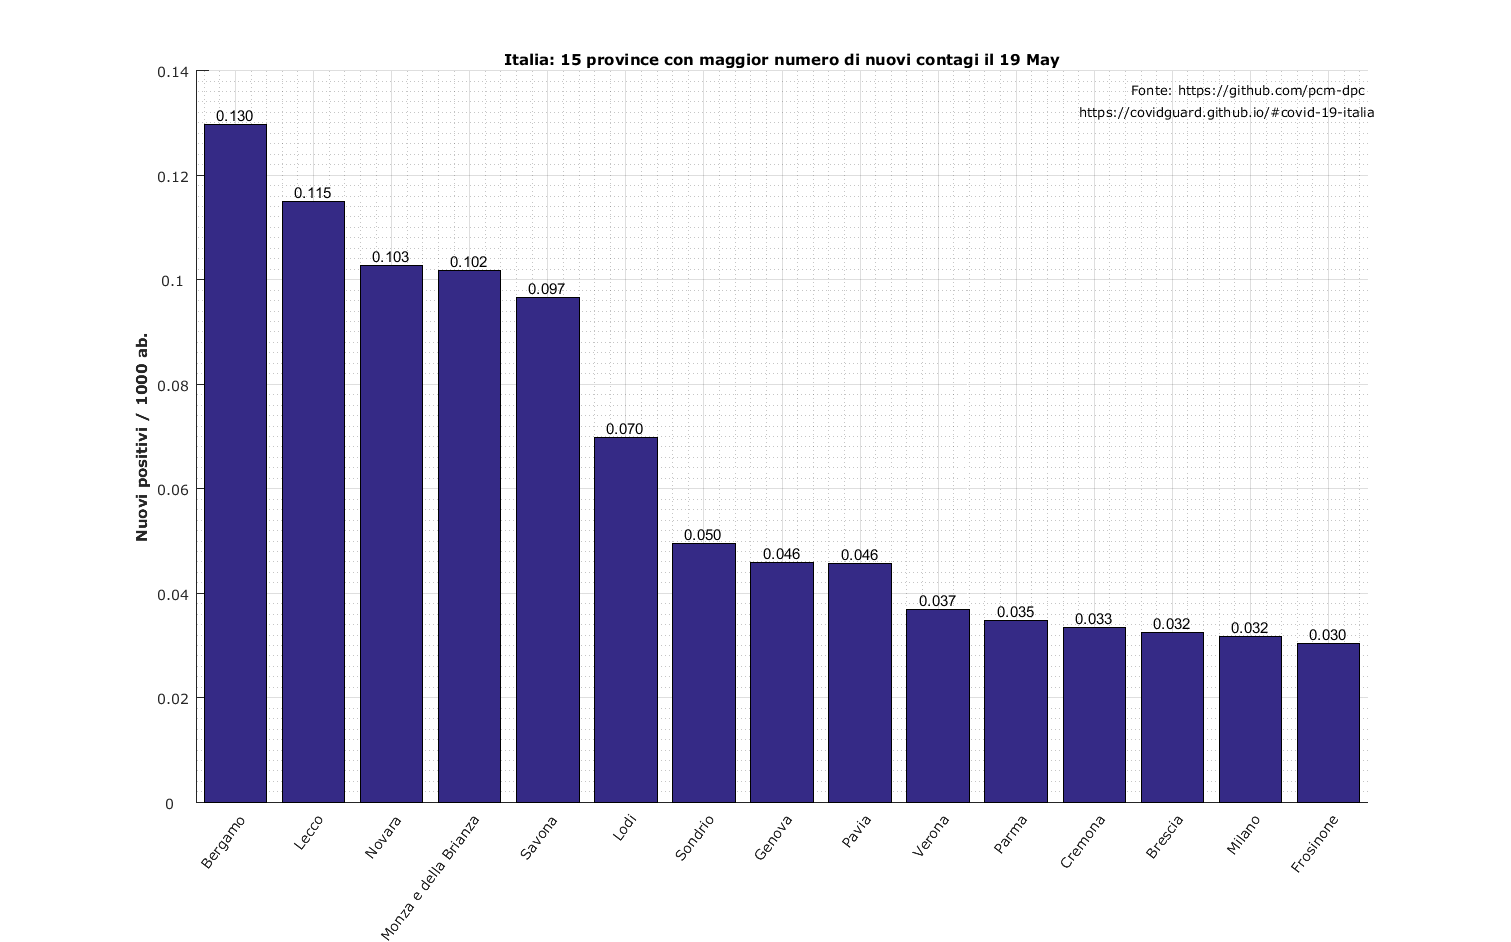 Italia: 15 province con maggior numero di nuovi contagi il 19 May
Fonte: https://github.com/pcm-dpc
https://covidguard.github.io/#covid-19-italia
Nuovi positivi / 1000 ab.
0.14
0.12
0.1
0.08
0.06
0.04
0.02
0
0.130
0.115
0.103
0.102
0.097
0.070
0.050
0.046
0.046
0.037
0.035
0.033
0.032
0.032
0.030
Bergamo
Lecco
Novara
Monza e della Brianza
Savona
Lodi
Sondrio
Genova
Pavia
Verona
Parma
Cremona
Brescia
Milano
Frosinone